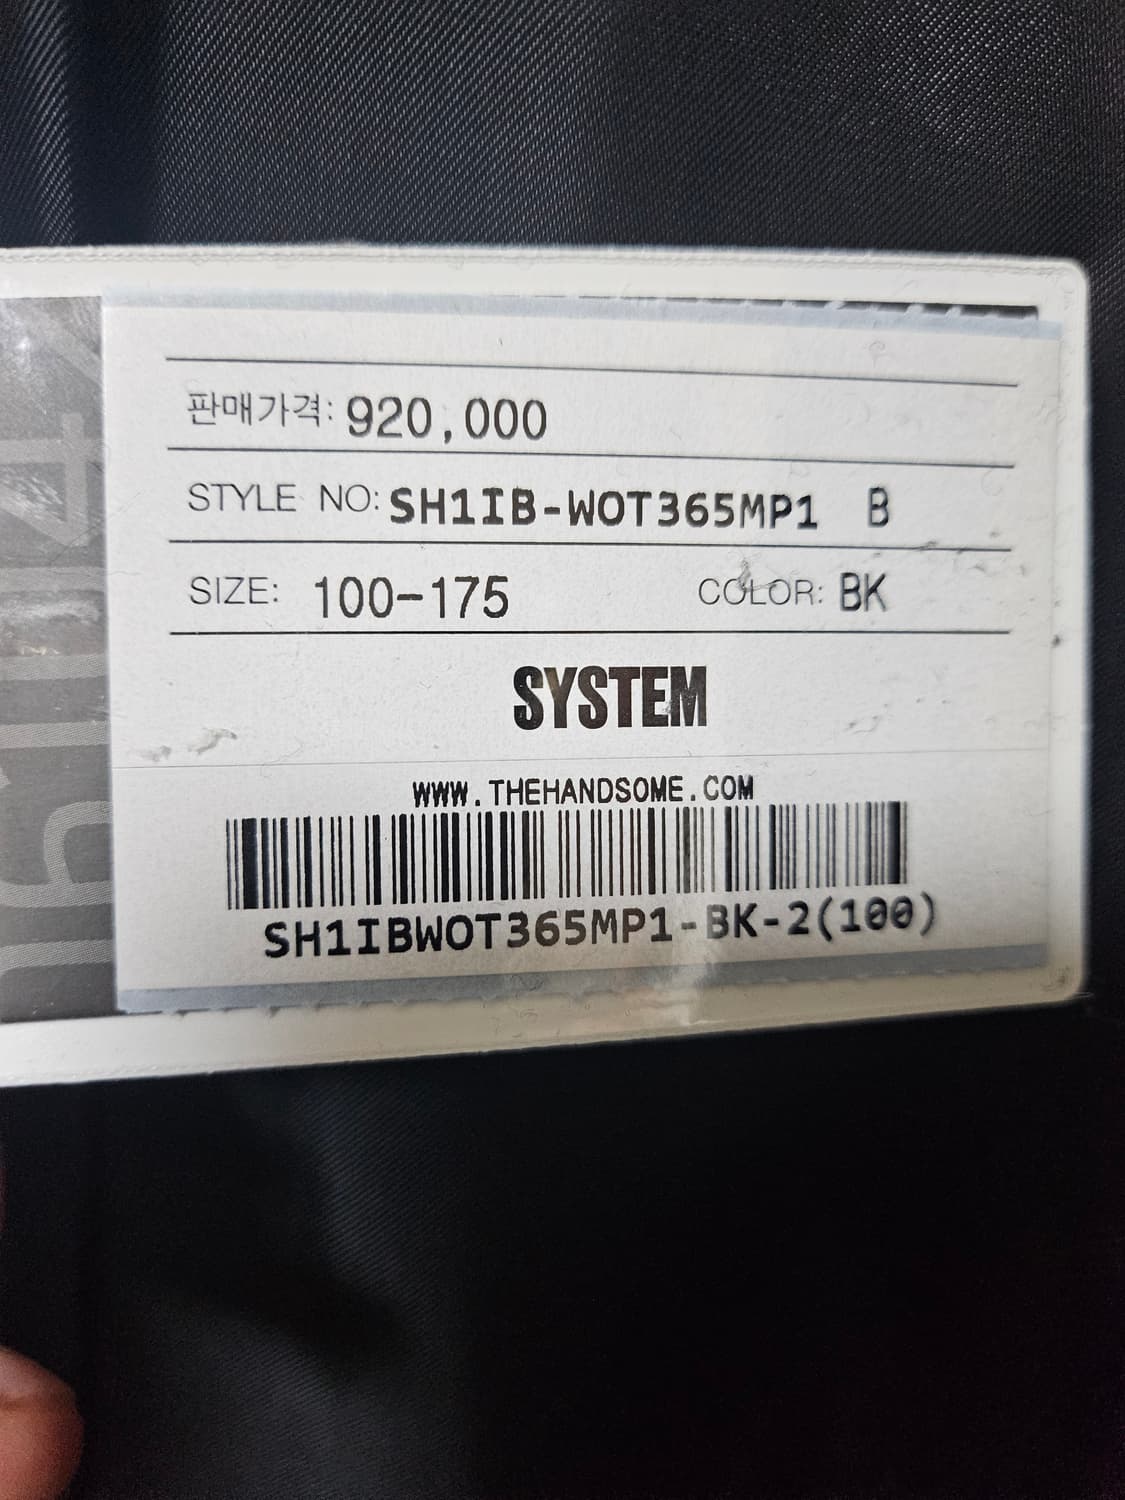 판매가격: 920,000
STYLE NO: SH1IB-WOT365MP1 B
SIZE: 100-175 COLOR: BK
SYSTEM
WWW.THEHANDSOME.COM
SH1IBWOT365MP1-BK-2(100)